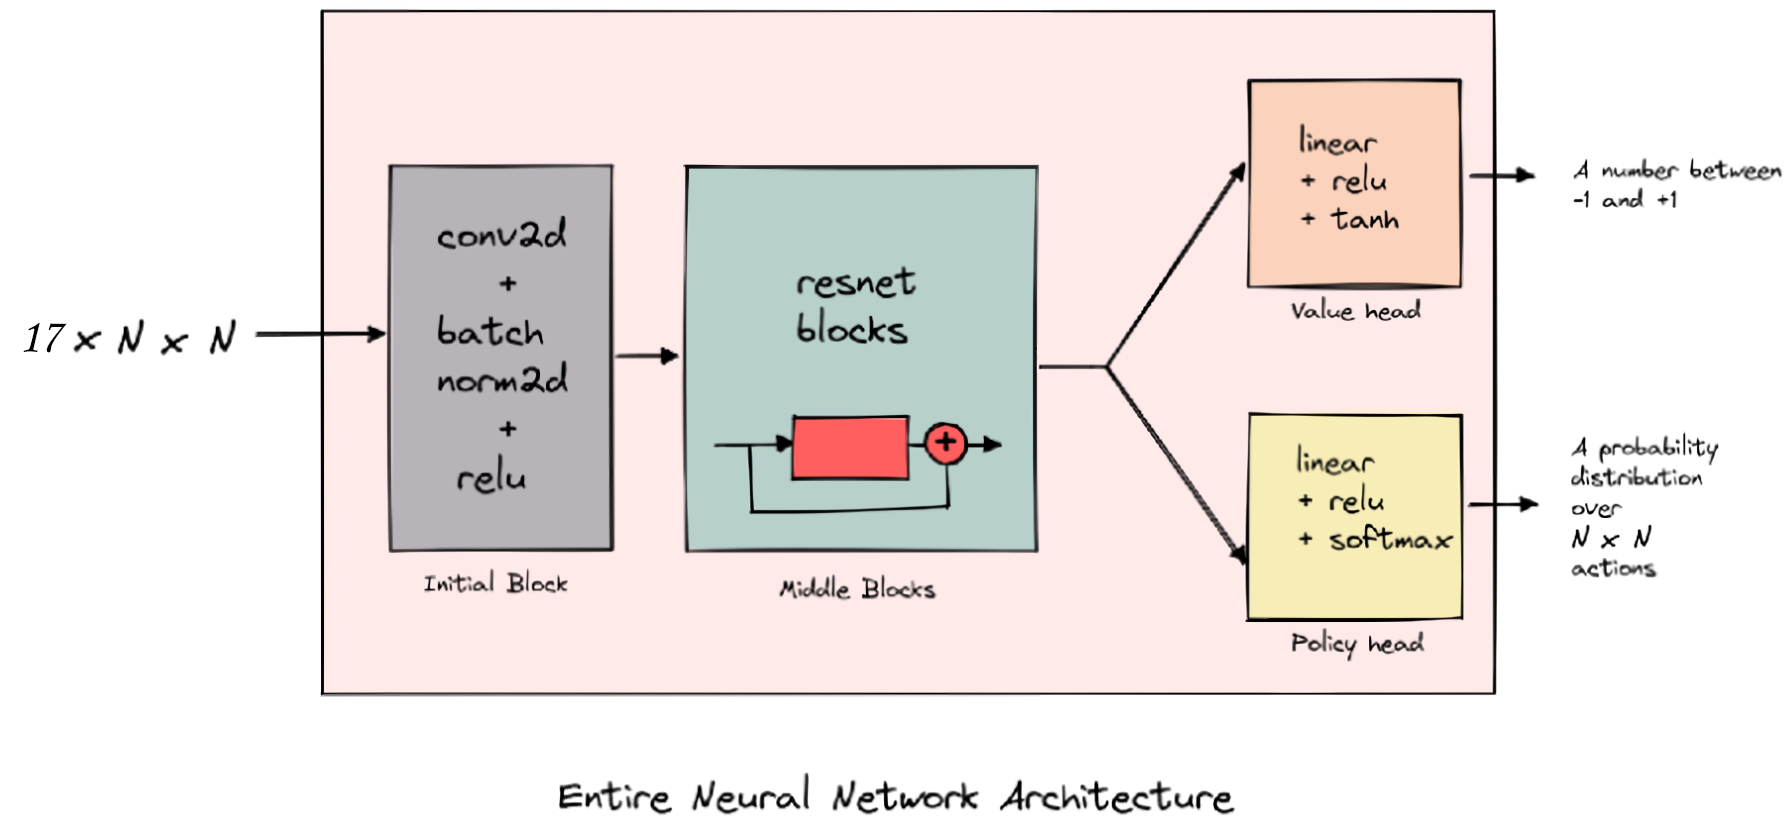 17 x N x N
conv2d
+
batch
norm2d
+
relu
Initial Block
resnet
blocks
+
Middle Blocks
linear
+ relu
+ tanh
Value head
A number between
-1 and +1
linear
+ relu
+ softmax
Policy head
A probability
distribution
over
N x N
actions
Entire Neural Network Architecture